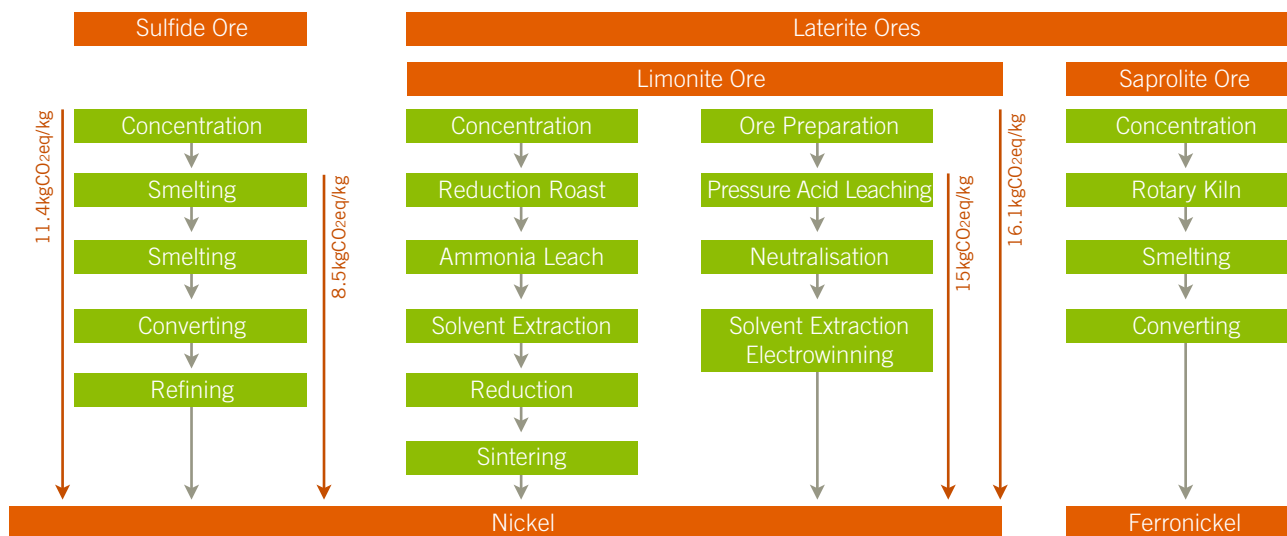 Sulfide Ore
Laterite Ores
Limonite Ore
Saprolite Ore
11.4kgCO2eq/kg
Concentration
Smelting
Smelting
Converting
Refining
8.5kgCO2eq/kg
Concentration
Reduction Roast
Ammonia Leach
Solvent Extraction
Reduction
Sintering
Ore Preparation
Pressure Acid Leaching
Neutralisation
Solvent Extraction
Electrowinning
15kgCO2eq/kg
16.1kgCO2eq/kg
Concentration
Rotary Kiln
Smelting
Converting
Nickel
Ferronickel